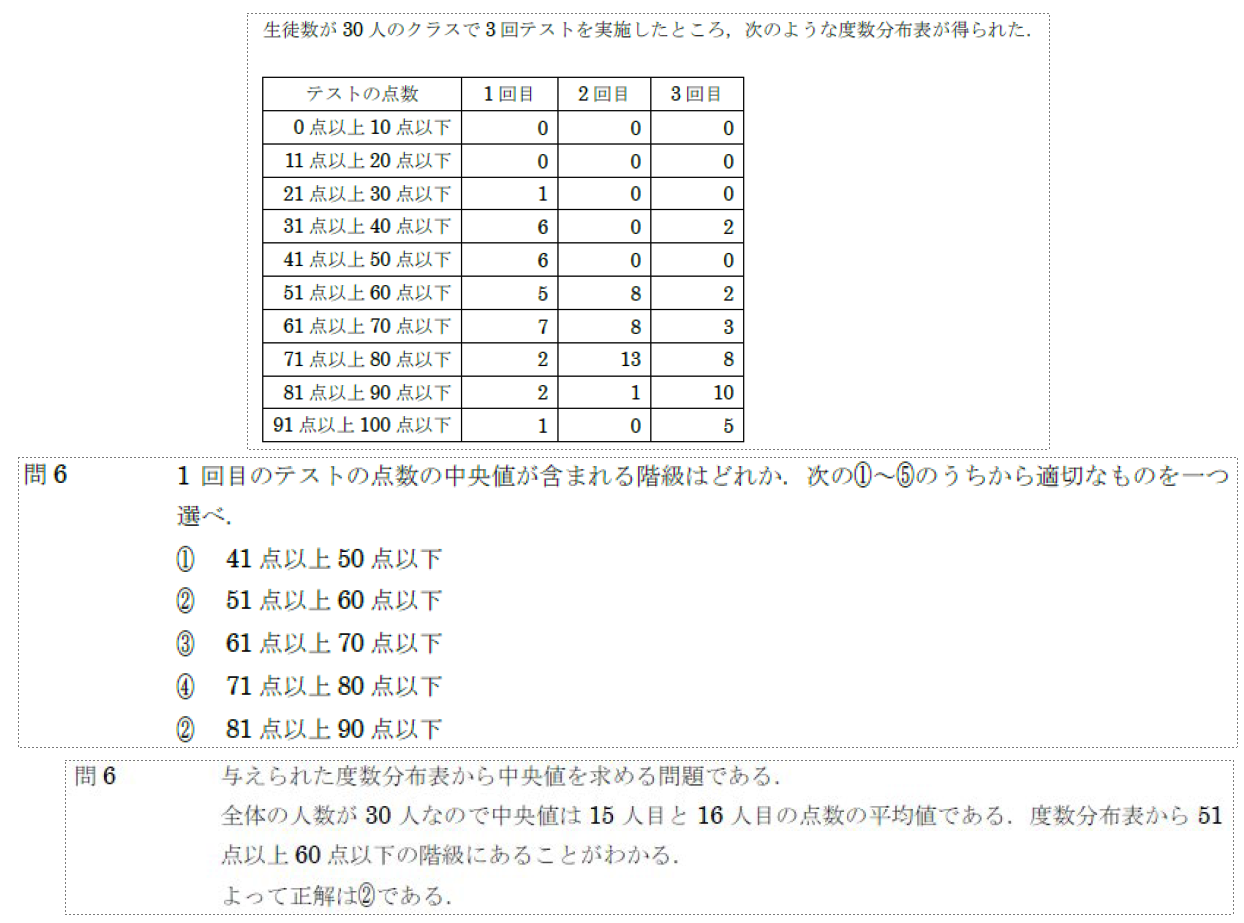 生徒数が 30 人のクラスで 3 回テストを実施したところ，次のような度数分布表が得られた．
テストの点数 1 回目 2 回目 3 回目
0 点以上 10 点以下 0 0 0
11 点以上 20 点以下 0 0 0
21 点以上 30 点以下 1 0 0
31 点以上 40 点以下 6 0 2
41 点以上 50 点以下 6 0 0
51 点以上 60 点以下 5 8 2
61 点以上 70 点以下 7 8 3
71 点以上 80 点以下 2 13 8
81 点以上 90 点以下 2 1 10
91 点以上 100 点以下 1 0 5
問 6 1 回目のテストの点数の中央値が含まれる階級はどれか．次の①～⑤のうちから適切なものを一つ
選べ．
① 41 点以上 50 点以下
② 51 点以上 60 点以下
③ 61 点以上 70 点以下
④ 71 点以上 80 点以下
② 81 点以上 90 点以下
問 6 与えられた度数分布表から中央値を求める問題である．
全体の人数が 30 人なので中央値は 15 人目と 16 人目の点数の平均値である．度数分布表から 51
点以上 60 点以下の階級にあることがわかる．
よって正解は②である．